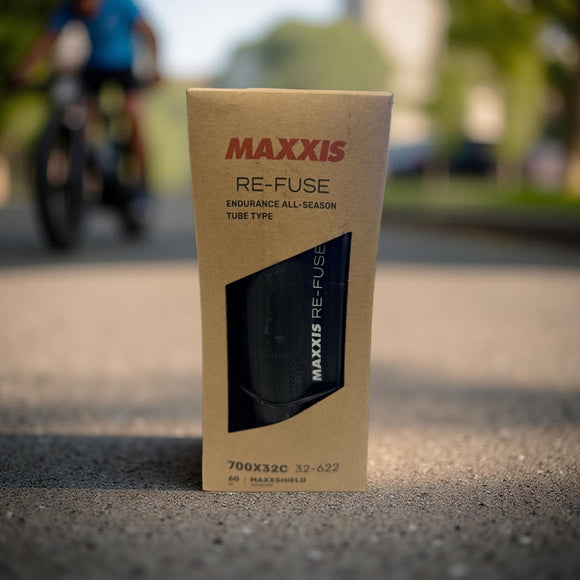 MAXXIS
RE-FUSE
ENDURANCE ALL-SEASON
TUBE TYPE
MAXXIS RE-FUSE
700X32C 32-622
60 MAXXSHIELD